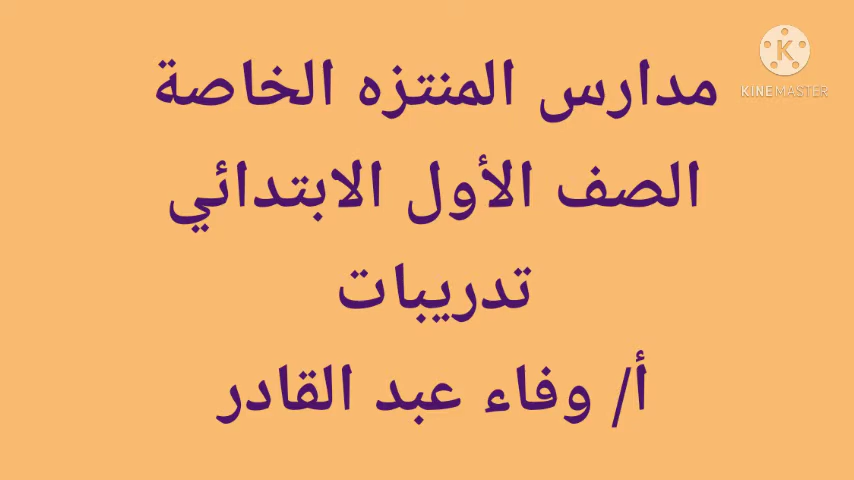 مدارس المنتزه الخاصة
الصف الأول الابتدائي
تدريبات
أ/ وفاء عبد القادر
K
KINEMASTER